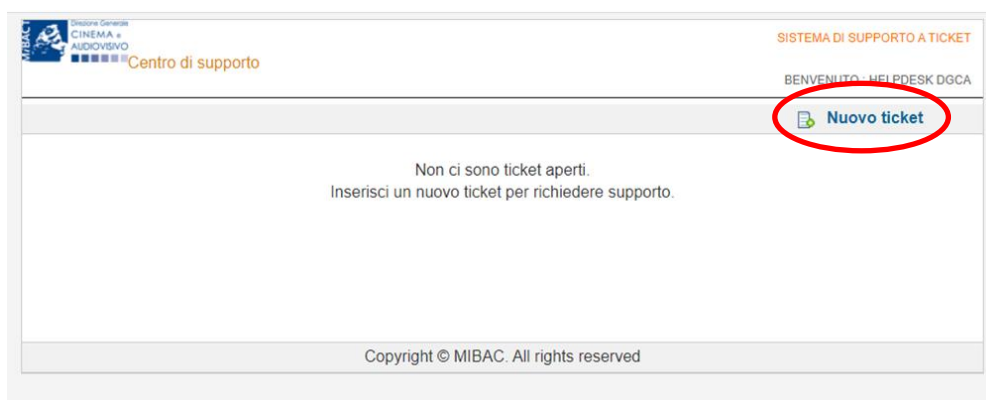 MiBACT
Direzione Generale
CINEMA e
AUDIOVISIVO
Centro di supporto
SISTEMA DI SUPPORTO A TICKET
BENVENUTO : HELPDESK DGCA
Nuovo ticket
Non ci sono ticket aperti.
Inserisci un nuovo ticket per richiedere supporto.
Copyright © MIBAC. All rights reserved